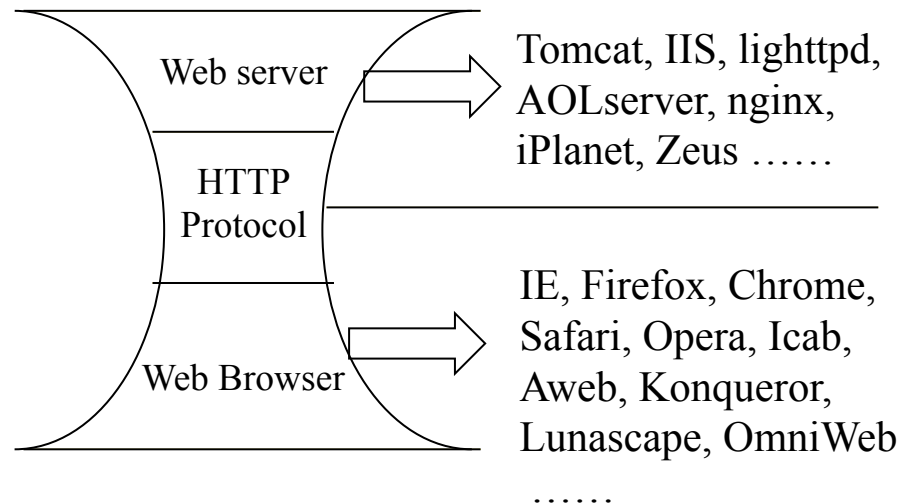 Web server
Tomcat, IIS, lighttpd,
AOLserver, nginx,
iPlanet, Zeus ……
HTTP
Protocol
IE, Firefox, Chrome,
Safari, Opera, Icab,
Aweb, Konqueror,
Lunascape, OmniWeb
……
Web Browser